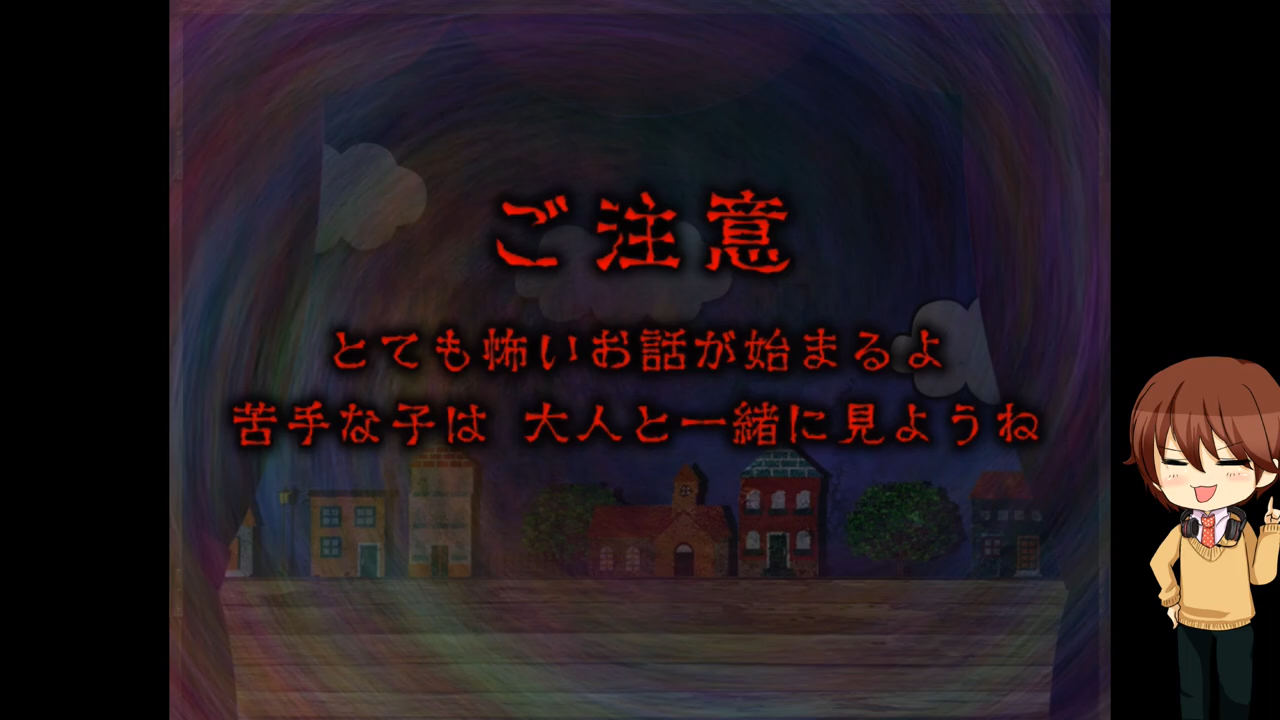 ご注意
とても怖いお話が始まるよ
苦手な子は 大人と一緒に見ようね